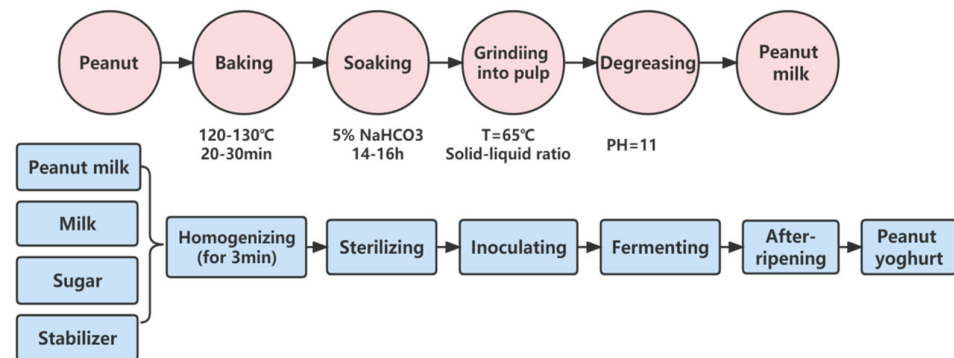 Peanut
Baking
Soaking
Grindiing
into pulp
Degreasing
Peanut
milk
120-130℃
20-30min
5% NaHCO3
14-16h
T=65℃
Solid-liquid ratio
PH=11
Peanut milk
Milk
Sugar
Stabilizer
Homogenizing
(for 3min)
Sterilizing
Inoculating
Fermenting
After-
ripening
Peanut
yoghurt